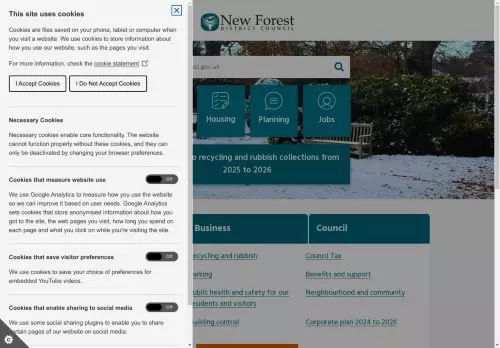 This site uses cookies
Cookies are files saved on your phone, tablet or computer when
you visit a website. We use cookies to store information about
how you use our website, such as the pages you visit.
For more information, check the cookie statement
I Accept Cookies
I Do Not Accept Cookies
Necessary Cookies
Necessary cookies enable core functionality. The website
cannot function properly without these cookies, and they can
only be deactivated by changing your browser preferences.
Cookies that measure website use
Off
We use Google Analytics to measure how you use the website
so we can improve it based on user needs. Google Analytics
sets cookies that store anonymised information about how you
got to the site, the web pages you visit, how long you spend on
each page and what you click on while you're visiting the site.
Cookies that save visitor preferences
Off
We use cookies to save your choice of preferences for
embedded YouTube videos.
Cookies that enable sharing to social media
Off
We use some social sharing plugins to enable you to share
certain pages of our website on social media.
New Forest
DISTRICT COUNCIL
st.gov.uk
Housing
Planning
Jobs
o recycling and rubbish collections from
2025 to 2026
Business
Council
ecycling and rubbish
Council Tax
arking
Benefits and support
ublic health and safety for our
esidents and visitors
Neighbourhood and community
uilding control
Corporate plan 2024 to 2028